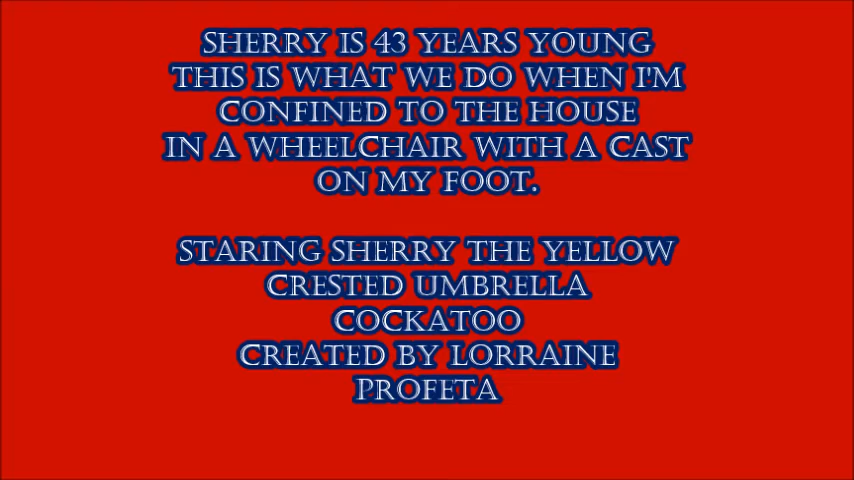 SHERRY IS 43 YEARS YOUNG
THIS IS WHAT WE DO WHEN I'M
CONFINED TO THE HOUSE
IN A WHEELCHAIR WITH A CAST
ON MY FOOT.
STARING SHERRY THE YELLOW
CRESTED UMBRELLA
COCKATOO
CREATED BY LORRAINE
PROFETA